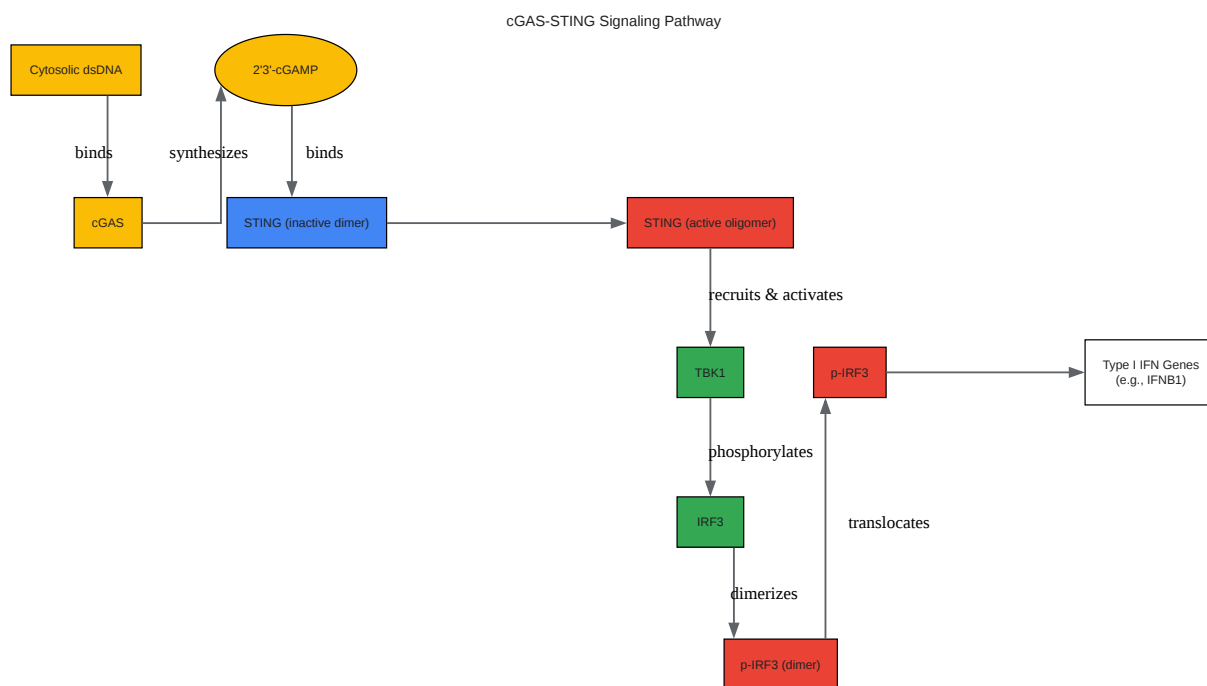 cGAS-STING Signaling Pathway
Cytosolic dsDNA
2'3'-cGAMP
binds
synthesizes
binds
cGAS
STING (inactive dimer)
STING (active oligomer)
recruits & activates
TBK1
p-IRF3
Type I IFN Genes
(e.g., IFNB1)
phosphorylates
IRF3
translocates
dimerizes
p-IRF3 (dimer)